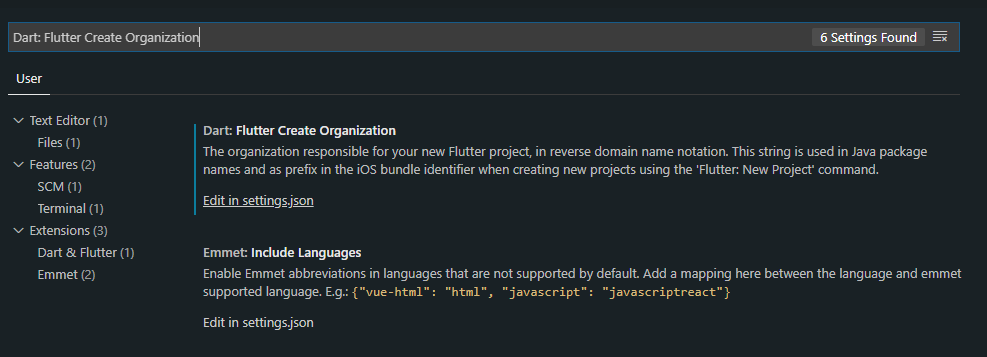 Dart: Flutter Create Organization
6 Settings Found
User
Text Editor (1)
Files (1)
Features (2)
SCM (1)
Terminal (1)
Extensions (3)
Dart & Flutter (1)
Emmet (2)
Dart: Flutter Create Organization
The organization responsible for your new Flutter project, in reverse domain name notation. This string is used in Java package
names and as prefix in the iOS bundle identifier when creating new projects using the 'Flutter: New Project' command.
Edit in settings.json
Emmet: Include Languages
Enable Emmet abbreviations in languages that are not supported by default. Add a mapping here between the language and emmet
supported language. E.g.: {"vue-html": "html", "javascript": "javascriptreact"}
Edit in settings.json